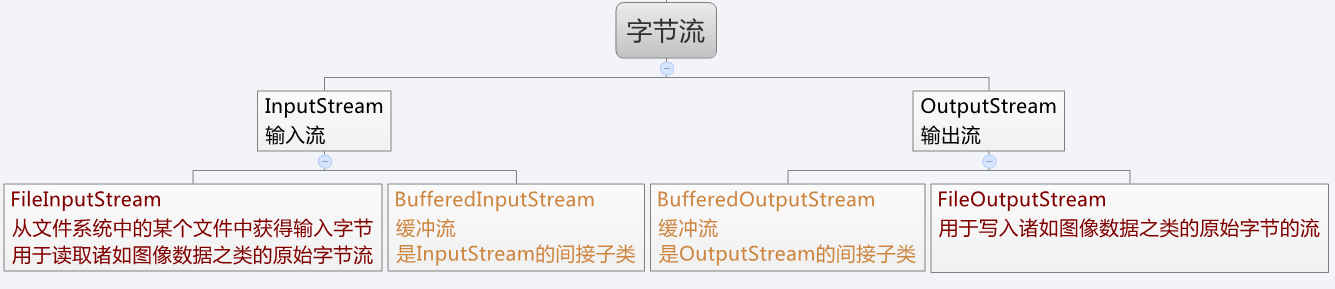 字节流
InputStream
输入流
OutputStream
输出流
FileInputStream
从文件系统中的某个文件中获得输入字节
用于读取诸如图像数据之类的原始字节流
BufferedInputStream
缓冲流
是InputStream的间接子类
BufferedOutputStream
缓冲流
是OutputStream的间接子类
FileOutputStream
用于写入诸如图像数据之类的原始字节的流